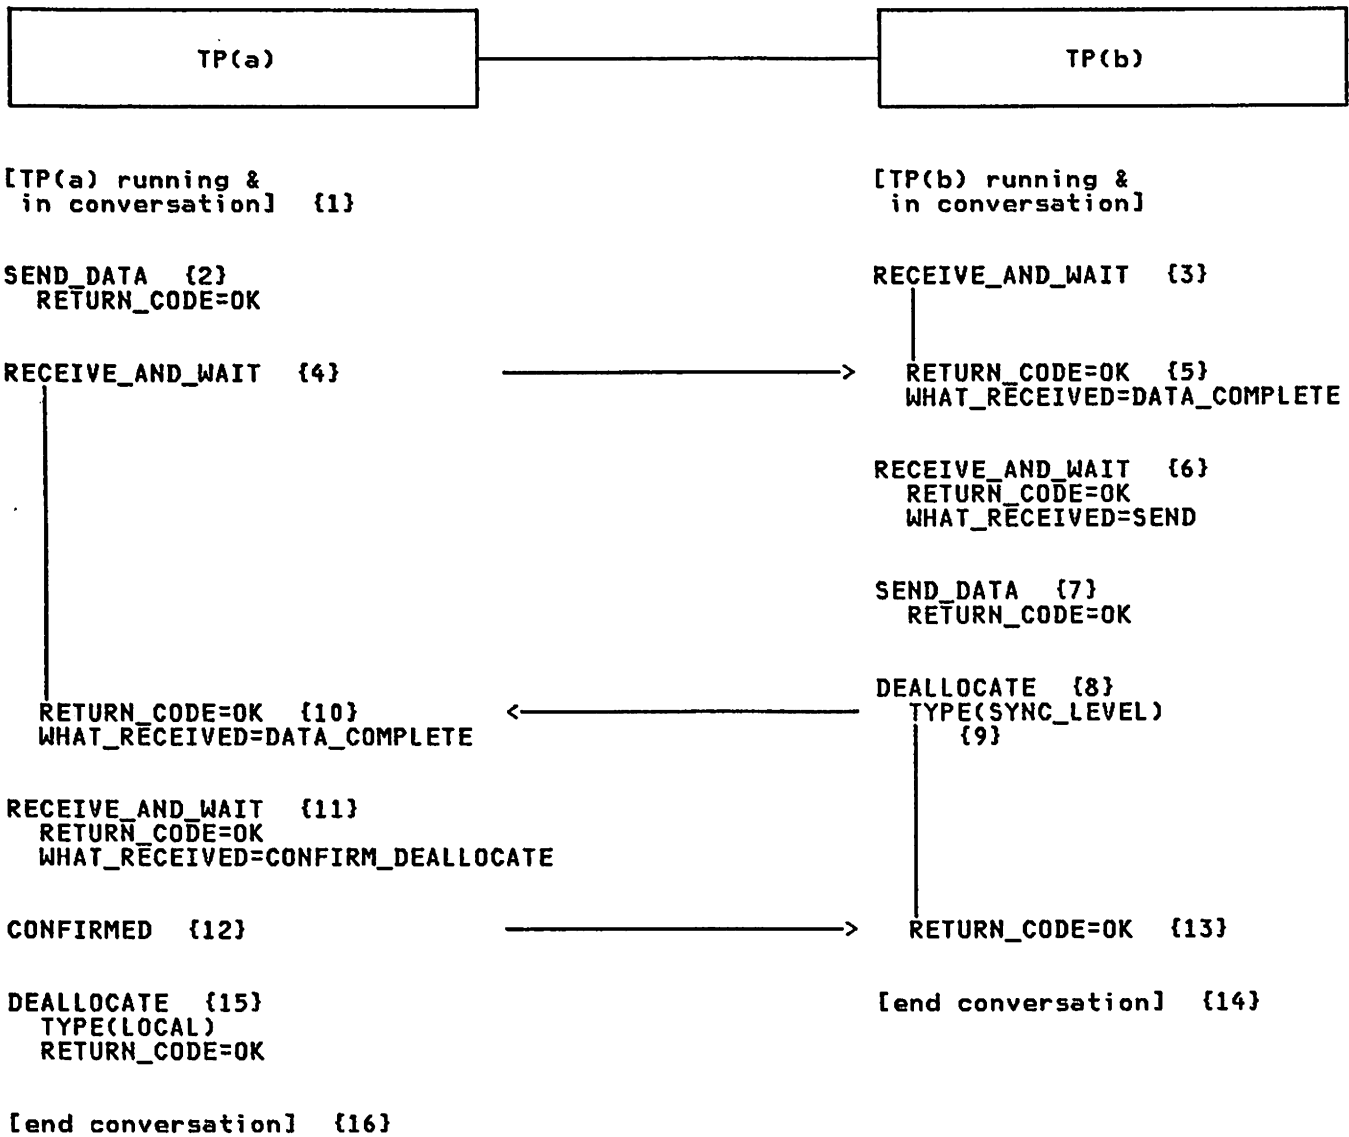 TP(a)
TP(b)
[TP(a) running &
in conversation] {1}
[TP(b) running &
in conversation]
SEND_DATA {2}
RETURN_CODE=OK
RECEIVE_AND_WAIT {3}
RECEIVE_AND_WAIT {4}
RETURN_CODE=OK {5}
WHAT_RECEIVED=DATA_COMPLETE
RECEIVE_AND_WAIT {6}
RETURN_CODE=OK
WHAT_RECEIVED=SEND
SEND_DATA {7}
RETURN_CODE=OK
DEALLOCATE {8}
TYPE(SYNC_LEVEL)
{9}
RETURN_CODE=OK {10}
WHAT_RECEIVED=DATA_COMPLETE
RECEIVE_AND_WAIT {11}
RETURN_CODE=OK
WHAT_RECEIVED=CONFIRM_DEALLOCATE
CONFIRMED {12}
RETURN_CODE=OK {13}
DEALLOCATE {15}
TYPE(LOCAL)
RETURN_CODE=OK
[end conversation] {14}
[end conversation] {16}